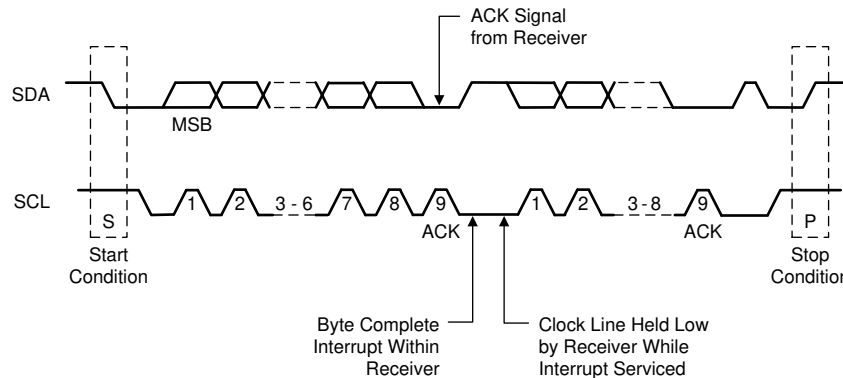 ACK Signal
from Receiver
SDA
MSB
SCL
S
1
2
3 - 6
7
8
9
ACK
1
2
3 - 8
9
ACK
P
Start
Condition
Stop
Condition
Byte Complete
Interrupt Within
Receiver
Clock Line Held Low
by Receiver While
Interrupt Serviced